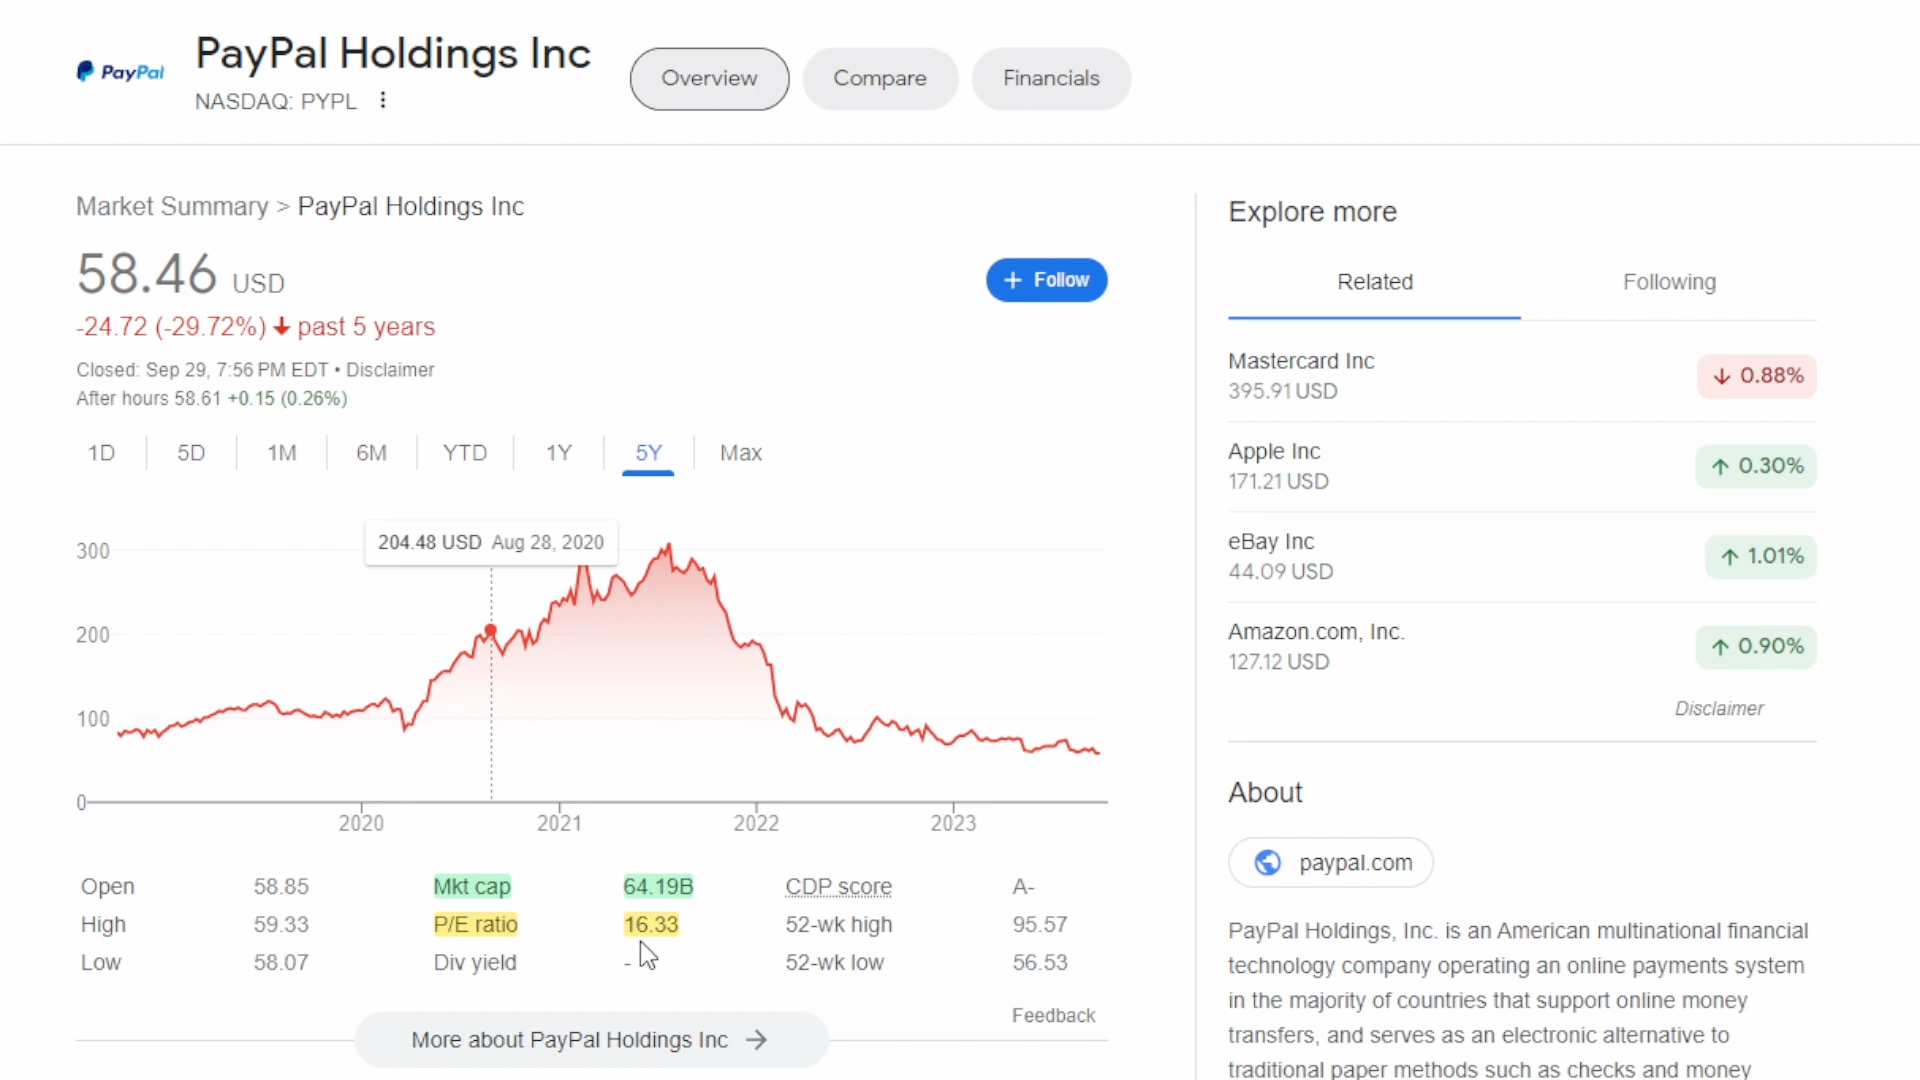 PayPal
PayPal Holdings Inc
NASDAQ: PYPL
Overview
Compare
Financials
Market Summary > PayPal Holdings Inc
58.46 USD
+ Follow
-24.72 (-29.72%) past 5 years
Closed: Sep 29, 7:56 PM EDT • Disclaimer
After hours 58.61 +0.15 (0.26%)
1D 5D 1M 6M YTD 1Y 5Y Max
204.48 USD Aug 28, 2020
300
200
100
0
2020 2021 2022 2023
Open 58.85 Mkt cap 64.19B CDP score A-
High 59.33 P/E ratio 16.33 52-wk high 95.57
Low 58.07 Div yield - 52-wk low 56.53
Feedback
More about PayPal Holdings Inc
Explore more
Related Following
Mastercard Inc
395.91 USD
0.88%
Apple Inc
171.21 USD
0.30%
eBay Inc
44.09 USD
1.01%
Amazon.com, Inc.
127.12 USD
0.90%
Disclaimer
About
paypal.com
PayPal Holdings, Inc. is an American multinational financial
technology company operating an online payments system
in the majority of countries that support online money
transfers, and serves as an electronic alternative to
traditional paper methods such as checks and money